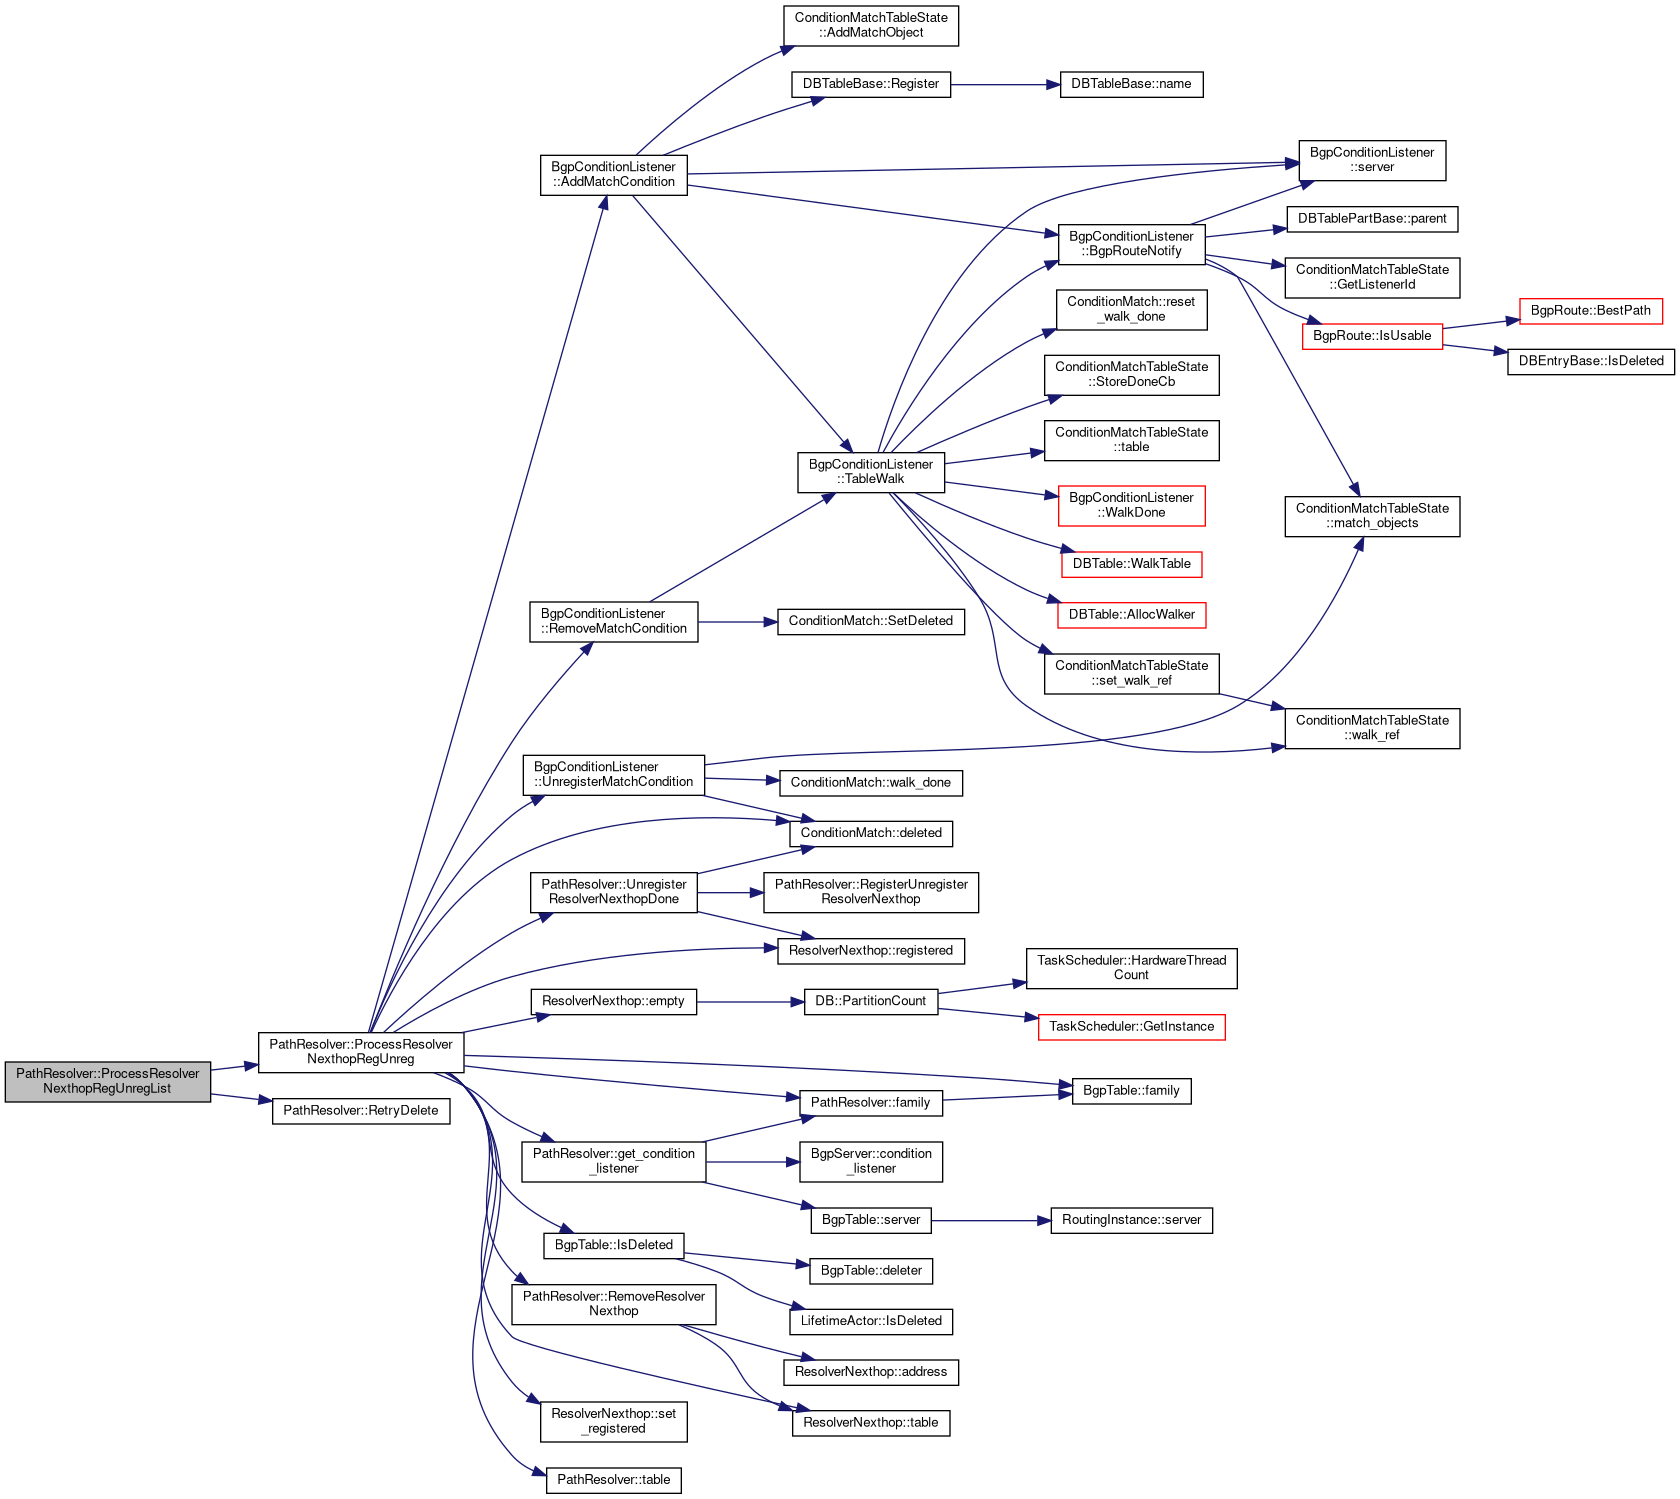 ConditionMatchTableState
::AddMatchObject
DBTableBase::Register
DBTableBase::name
BgpConditionListener
::AddMatchCondition
BgpConditionListener
::server
DBTablePartBase::parent
BgpConditionListener
::BgpRouteNotify
ConditionMatchTableState
::GetListenerId
ConditionMatch::reset
_walk_done
BgpRoute::IsUsable
BgpRoute::BestPath
DBEntryBase::IsDeleted
ConditionMatchTableState
::StoreDoneCb
ConditionMatchTableState
::table
BgpConditionListener
::TableWalk
BgpConditionListener
::WalkDone
ConditionMatchTableState
::match_objects
DBTable::WalkTable
DBTable::AllocWalker
BgpConditionListener
::RemoveMatchCondition
ConditionMatch::SetDeleted
ConditionMatchTableState
::set_walk_ref
ConditionMatchTableState
::walk_ref
BgpConditionListener
::UnregisterMatchCondition
ConditionMatch::walk_done
ConditionMatch::deleted
PathResolver::Unregister
ResolverNexthopDone
PathResolver::RegisterUnregister
ResolverNexthop
ResolverNexthop::registered
TaskScheduler::HardwareThread
Count
ResolverNexthop::empty
DB::PartitionCount
TaskScheduler::GetInstance
PathResolver::ProcessResolver
NexthopRegUnreg
PathResolver::ProcessResolver
NexthopRegUnregList
PathResolver::RetryDelete
PathResolver::family
BgpTable::family
PathResolver::get_condition
_listener
BgpServer::condition
_listener
BgpTable::server
RoutingInstance::server
BgpTable::IsDeleted
BgpTable::deleter
PathResolver::RemoveResolver
Nexthop
LifetimeActor::IsDeleted
ResolverNexthop::address
ResolverNexthop::set
_registered
ResolverNexthop::table
PathResolver::table